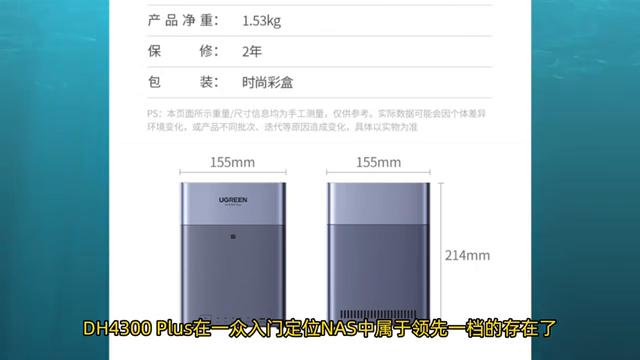 产品净重： 1.53kg
保修： 2年
包装： 时尚彩盒
PS：本页面所示重量/尺寸信息均为手工测量，仅供参考。实际数据可能会因个体差异
环境变化，或产品不同批次、迭代等原因造成变化，具体以实物为准
155mm 155mm
UGREEN
214mm
DH4300 Plus在一众入门定位NAS中属于领先一档的存在了